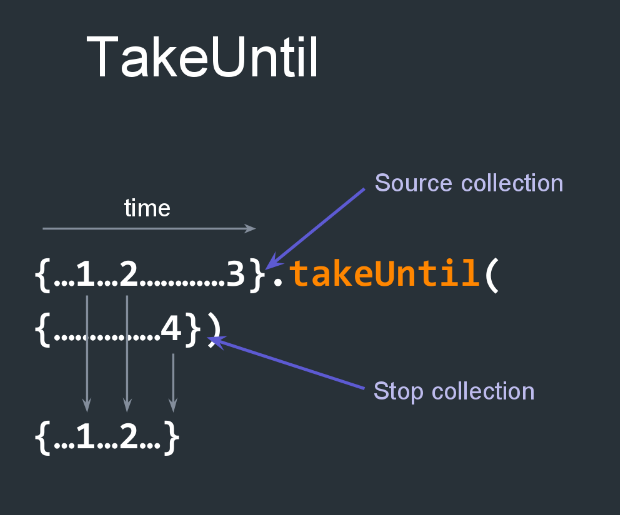 TakeUntil
Source collection
time
{…1…2…………3}.takeUntil(
{……………4})
Stop collection
{…1…2…}